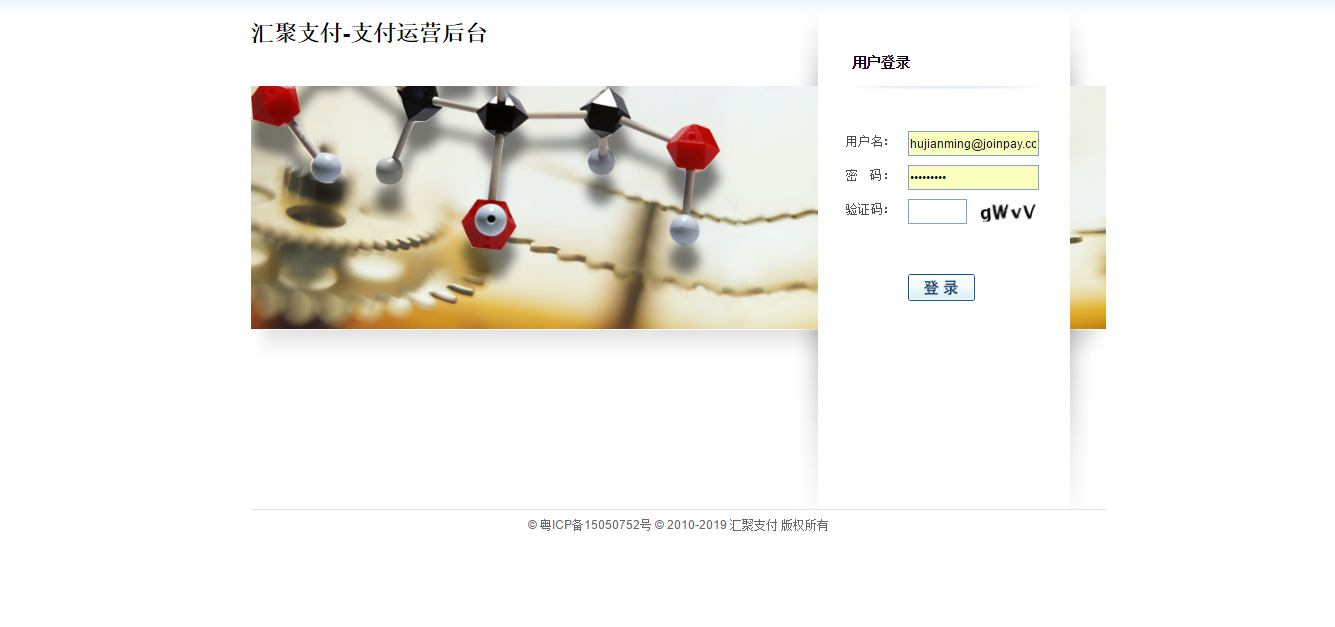 汇聚支付-支付运营后台
用户登录
用户名： hujianming@joinpay.cc
密 码： •••••••••
验证码： gWvV
登 录
© 粤ICP备15050752号 © 2010-2019 汇聚支付 版权所有